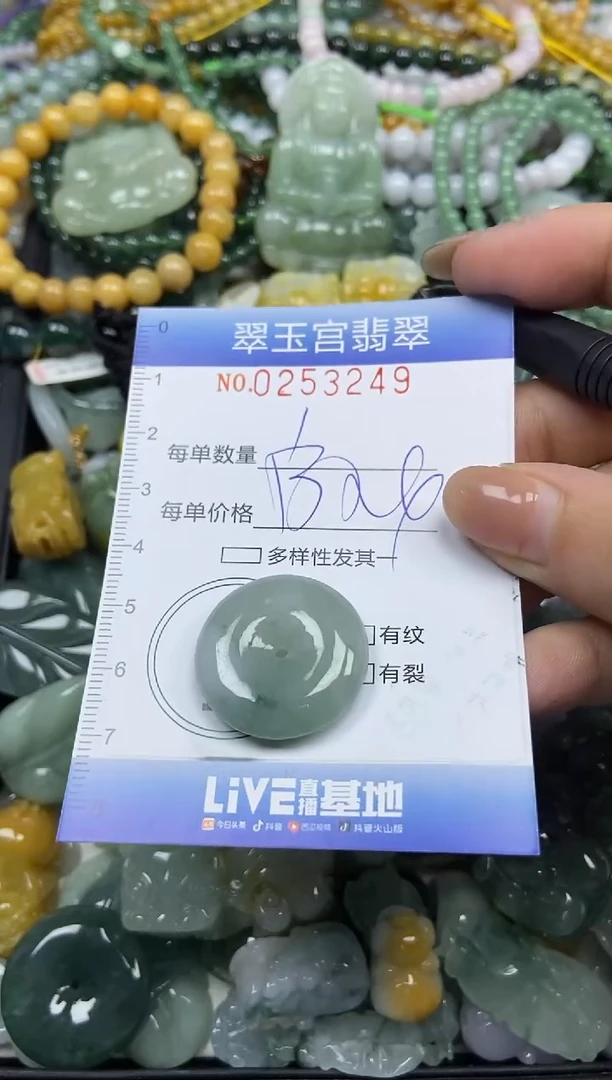 0
翠玉宫翡翠
1
NO.0253249
2
每单数量
3
每单价格
4
多样性发其一
5
有纹
6
有裂
7
8
LiVE直播基地
今日头条 抖音 西瓜视频 抖音火山版